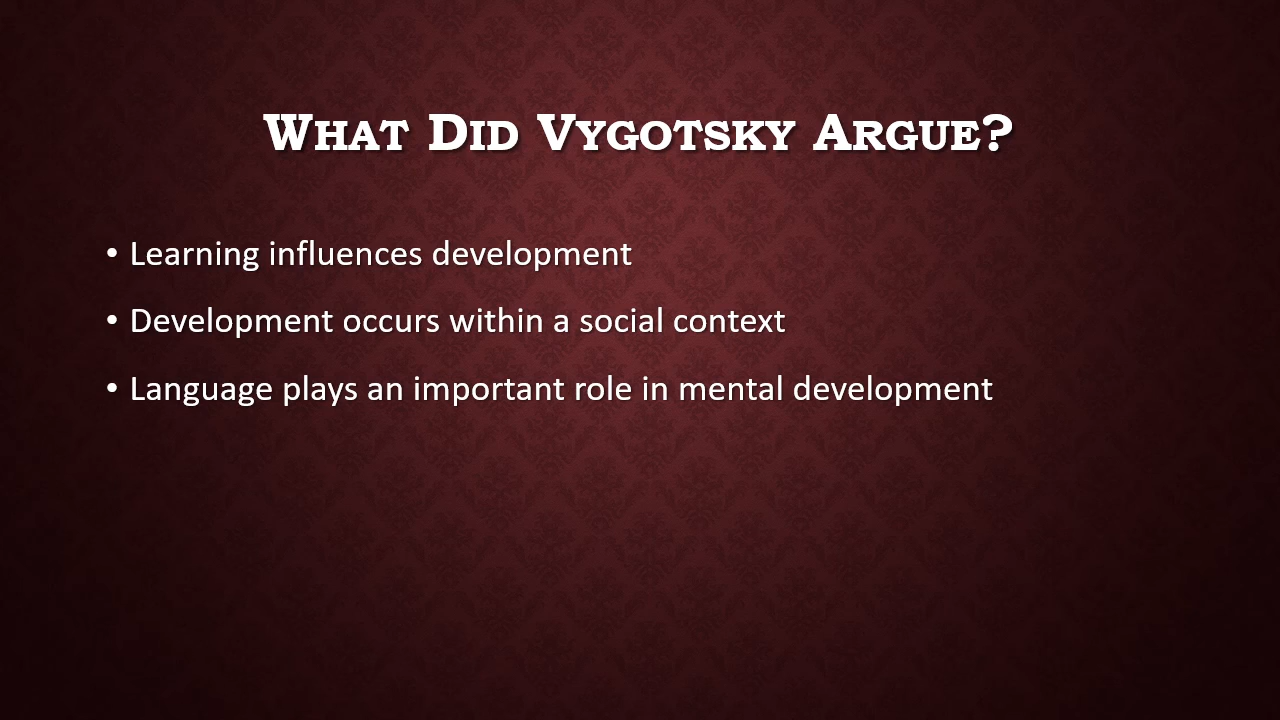 What Did Vygotsky Argue?
• Learning influences development
• Development occurs within a social context
• Language plays an important role in mental development